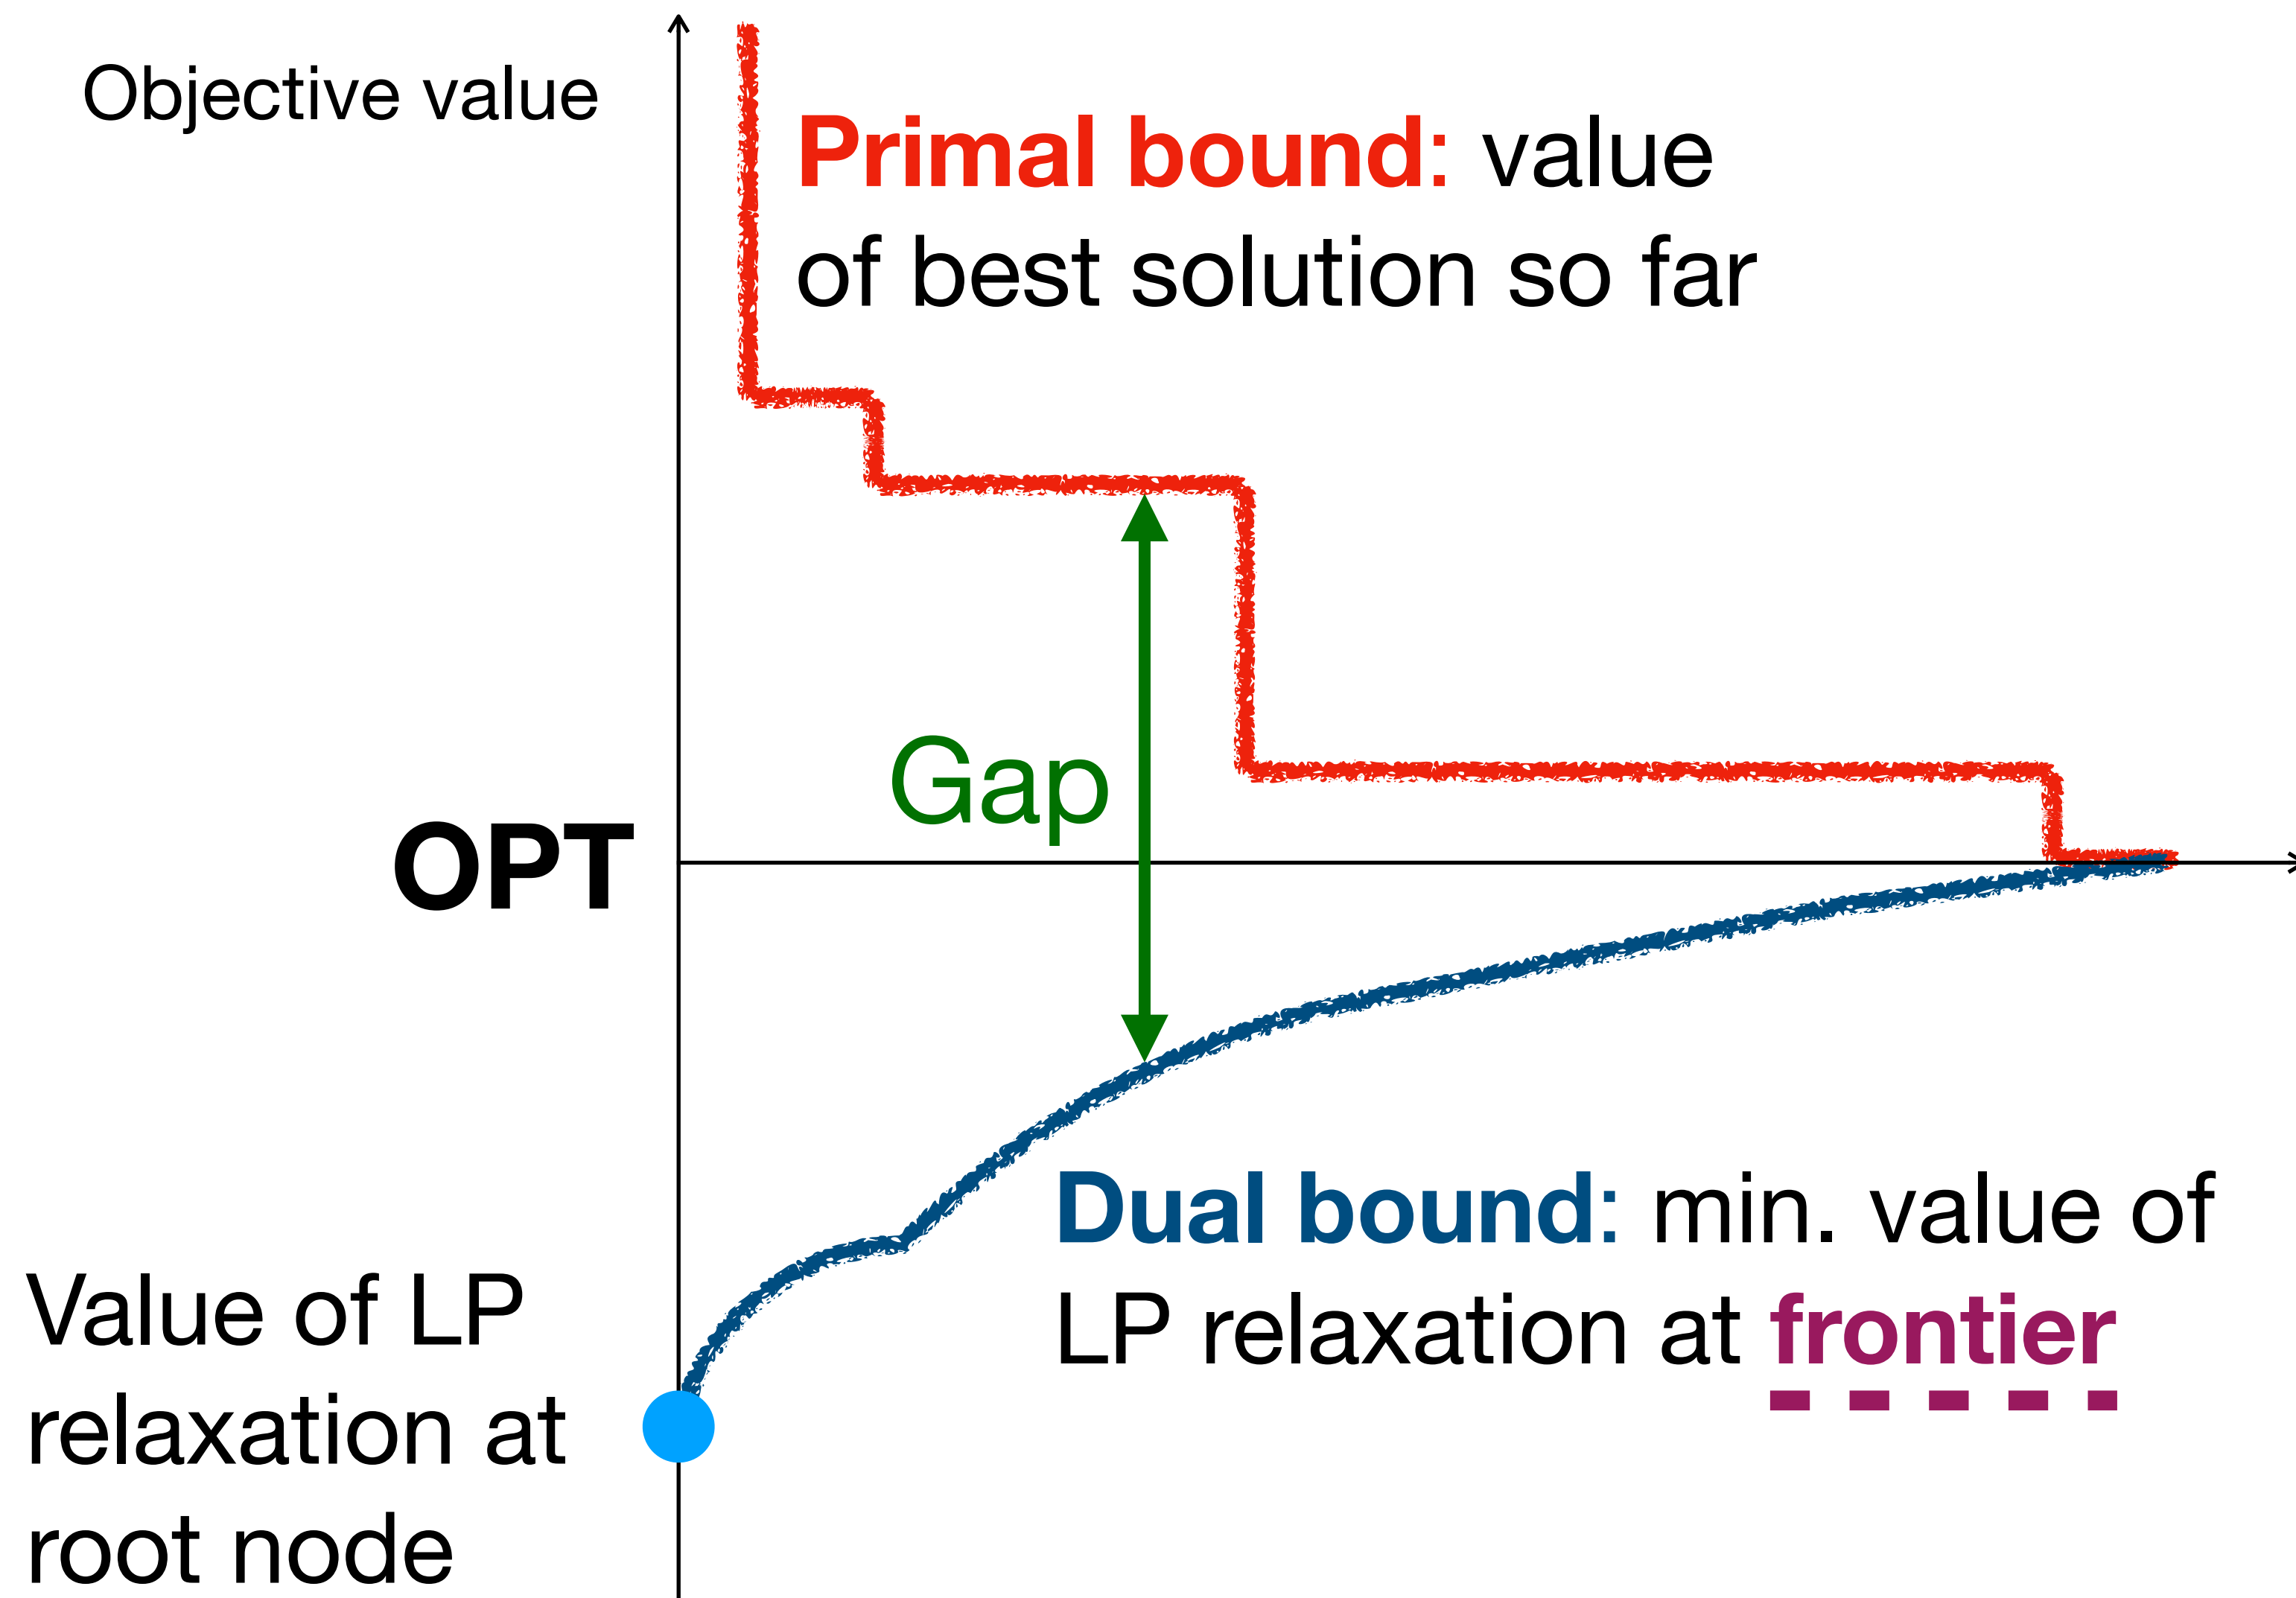 Objective value
Primal bound: value
of best solution so far
Gap
OPT
Dual bound: min. value of
LP relaxation at frontier
Value of LP
relaxation at
root node